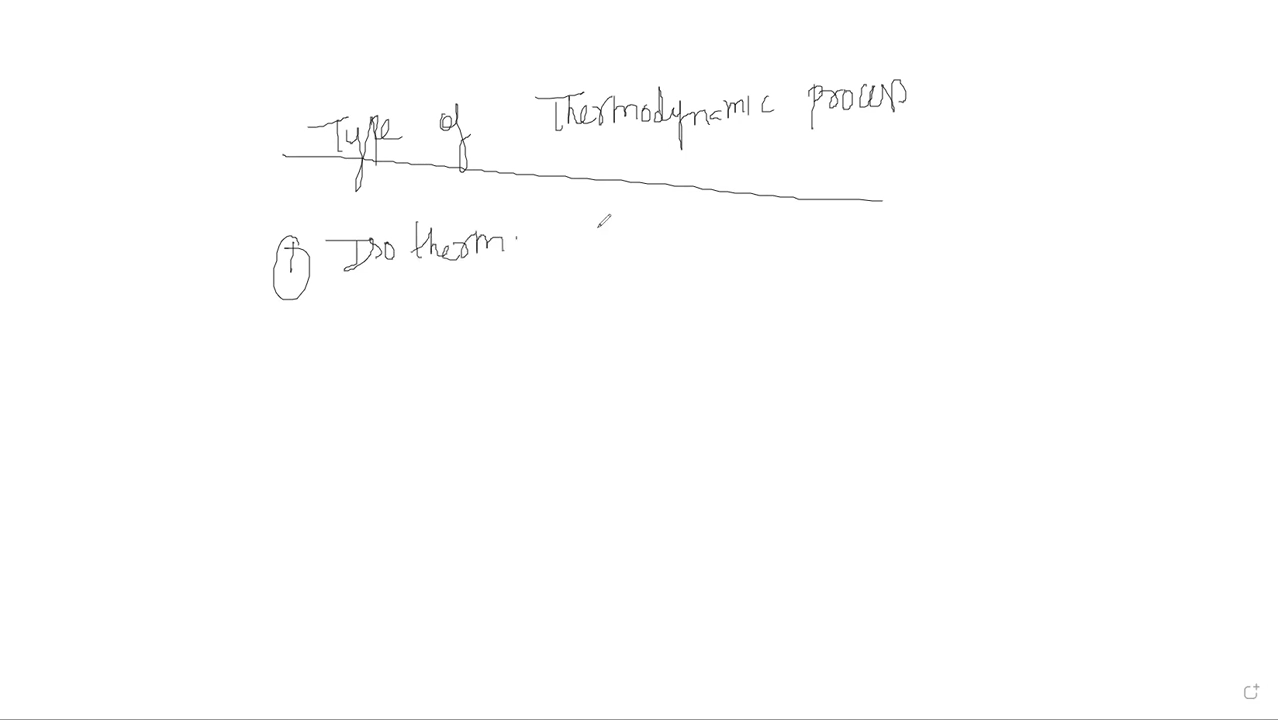 Type of Thermodynamic process
① Iso therm.